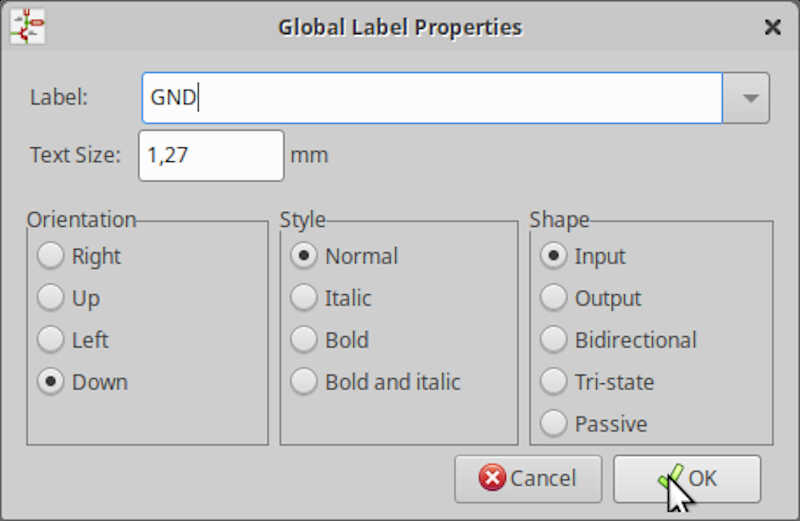 Global Label Properties
Label: GND
Text Size: 1,27 mm
Orientation Style Shape
Right Normal Input
Up Italic Output
Left Bold Bidirectional
Down Bold and italic Tri-state
Passive
Cancel OK